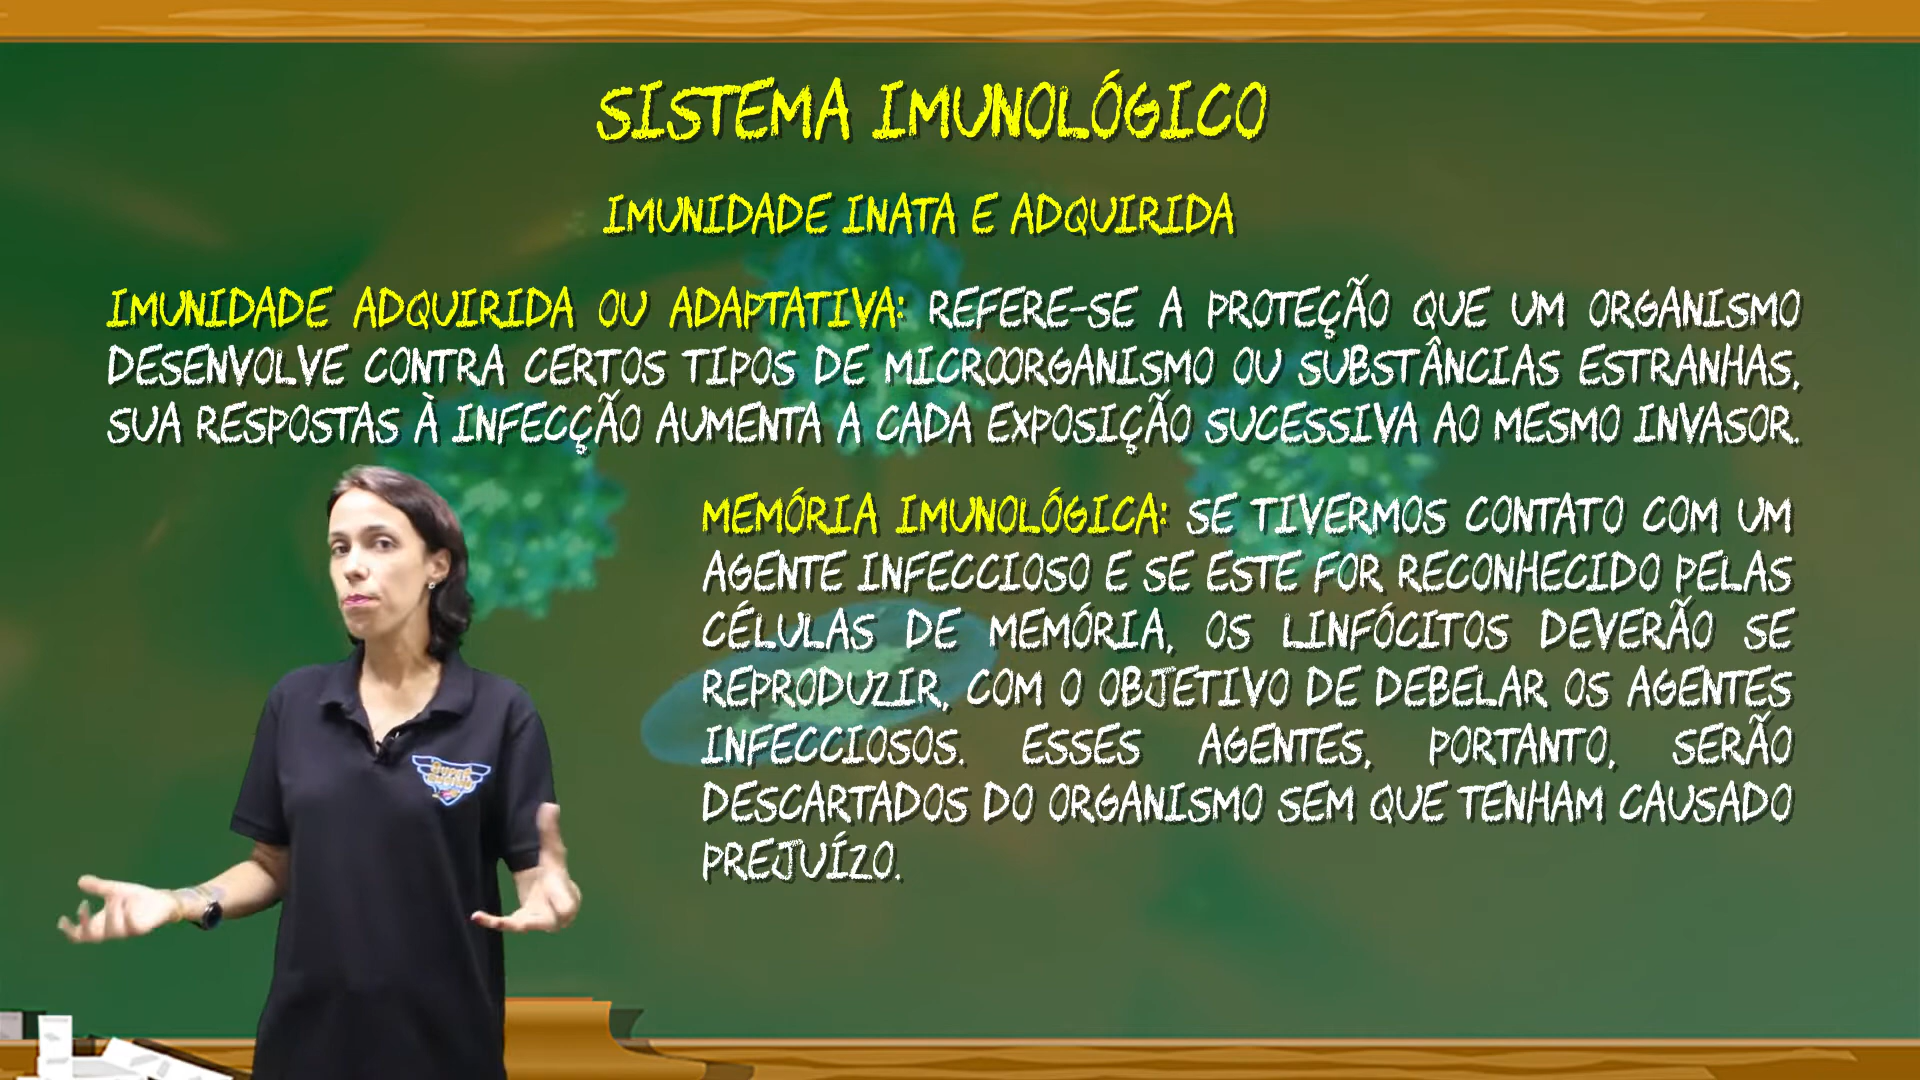 SISTEMA IMUNOLÓGICO
IMUNIDADE INATA E ADQUIRIDA
IMUNIDADE ADQUIRIDA OU ADAPTATIVA: REFERE-SE A PROTEÇÃO QUE UM ORGANISMO
DESENVOLVE CONTRA CERTOS TIPOS DE MICROORGANISMO OU SUBSTÂNCIAS ESTRANHAS,
SUA RESPOSTAS À INFECÇÃO AUMENTA A CADA EXPOSIÇÃO SUCESSIVA AO MESMO INVASOR.
MEMÓRIA IMUNOLÓGICA: SE TIVERMOS CONTATO COM UM
AGENTE INFECCIOSO E SE ESTE FOR RECONHECIDO PELAS
CÉLULAS DE MEMÓRIA, OS LINFÓCITOS DEVERÃO SE
REPRODUZIR, COM O OBJETIVO DE DEBELAR OS AGENTES
INFECCIOSOS. ESSES AGENTES, PORTANTO, SERÃO
DESCARTADOS DO ORGANISMO SEM QUE TENHAM CAUSADO
PREJUÍZO.